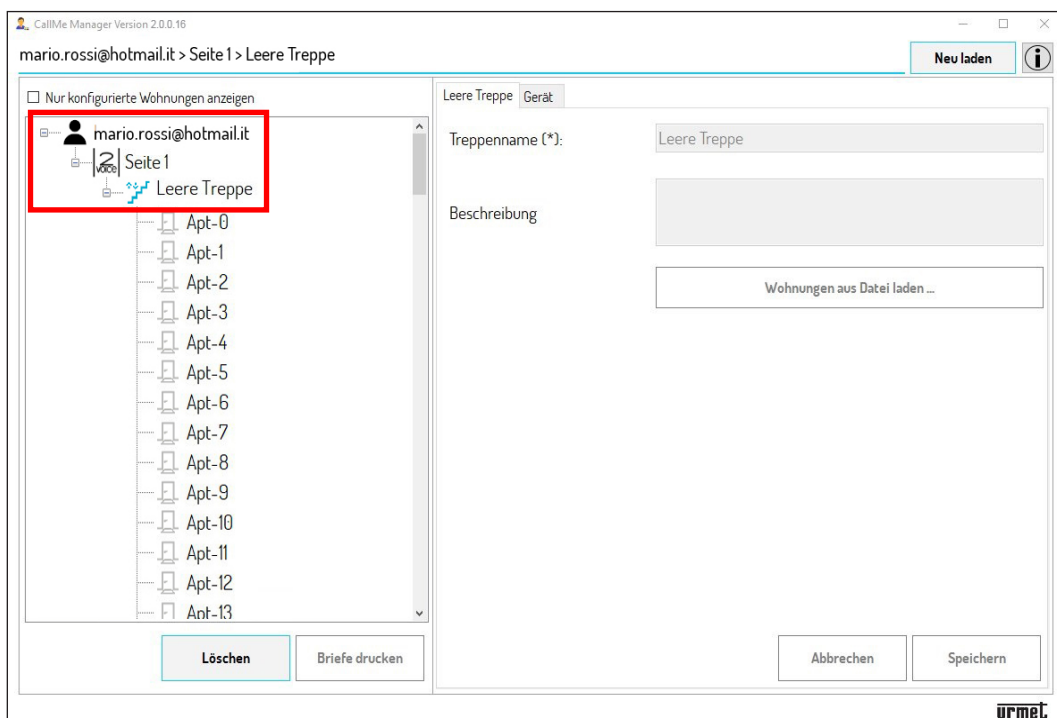 CallMe Manager Version 2.0.0.16
mario.rossi@hotmail.it > Seite 1 > Leere Treppe
Neu laden
Nur konfigurierte Wohnungen anzeigen
mario.rossi@hotmail.it
2 VOICE Seite 1
Leere Treppe
Apt-0
Apt-1
Apt-2
Apt-3
Apt-4
Apt-5
Apt-6
Apt-7
Apt-8
Apt-9
Apt-10
Apt-11
Apt-12
Apt-13
Löschen
Briefe drucken
Leere Treppe Gerät
Treppenname (*): Leere Treppe
Beschreibung
Wohnungen aus Datei laden ...
Abbrechen
Speichern
urmet